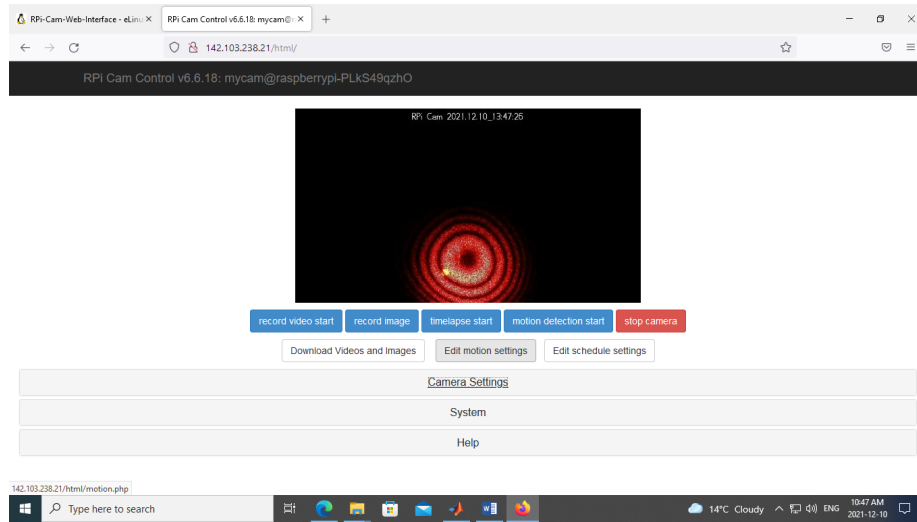 RPi-Cam-Web-Interface - eLinu
RPi Cam Control v6.6.18: mycam@
142.103.238.21/html/
RPi Cam Control v6.6.18: mycam@raspberrypi-PLkS49qzhO
RPi Cam 2021.12.10_13:47:26
record video start record image timelapse start motion detection start stop camera
Download Videos and Images Edit motion settings Edit schedule settings
Camera Settings
System
Help
142.103.238.21/html/motion.php
Type here to search
14°C Cloudy ENG 10:47 AM
2021-12-10